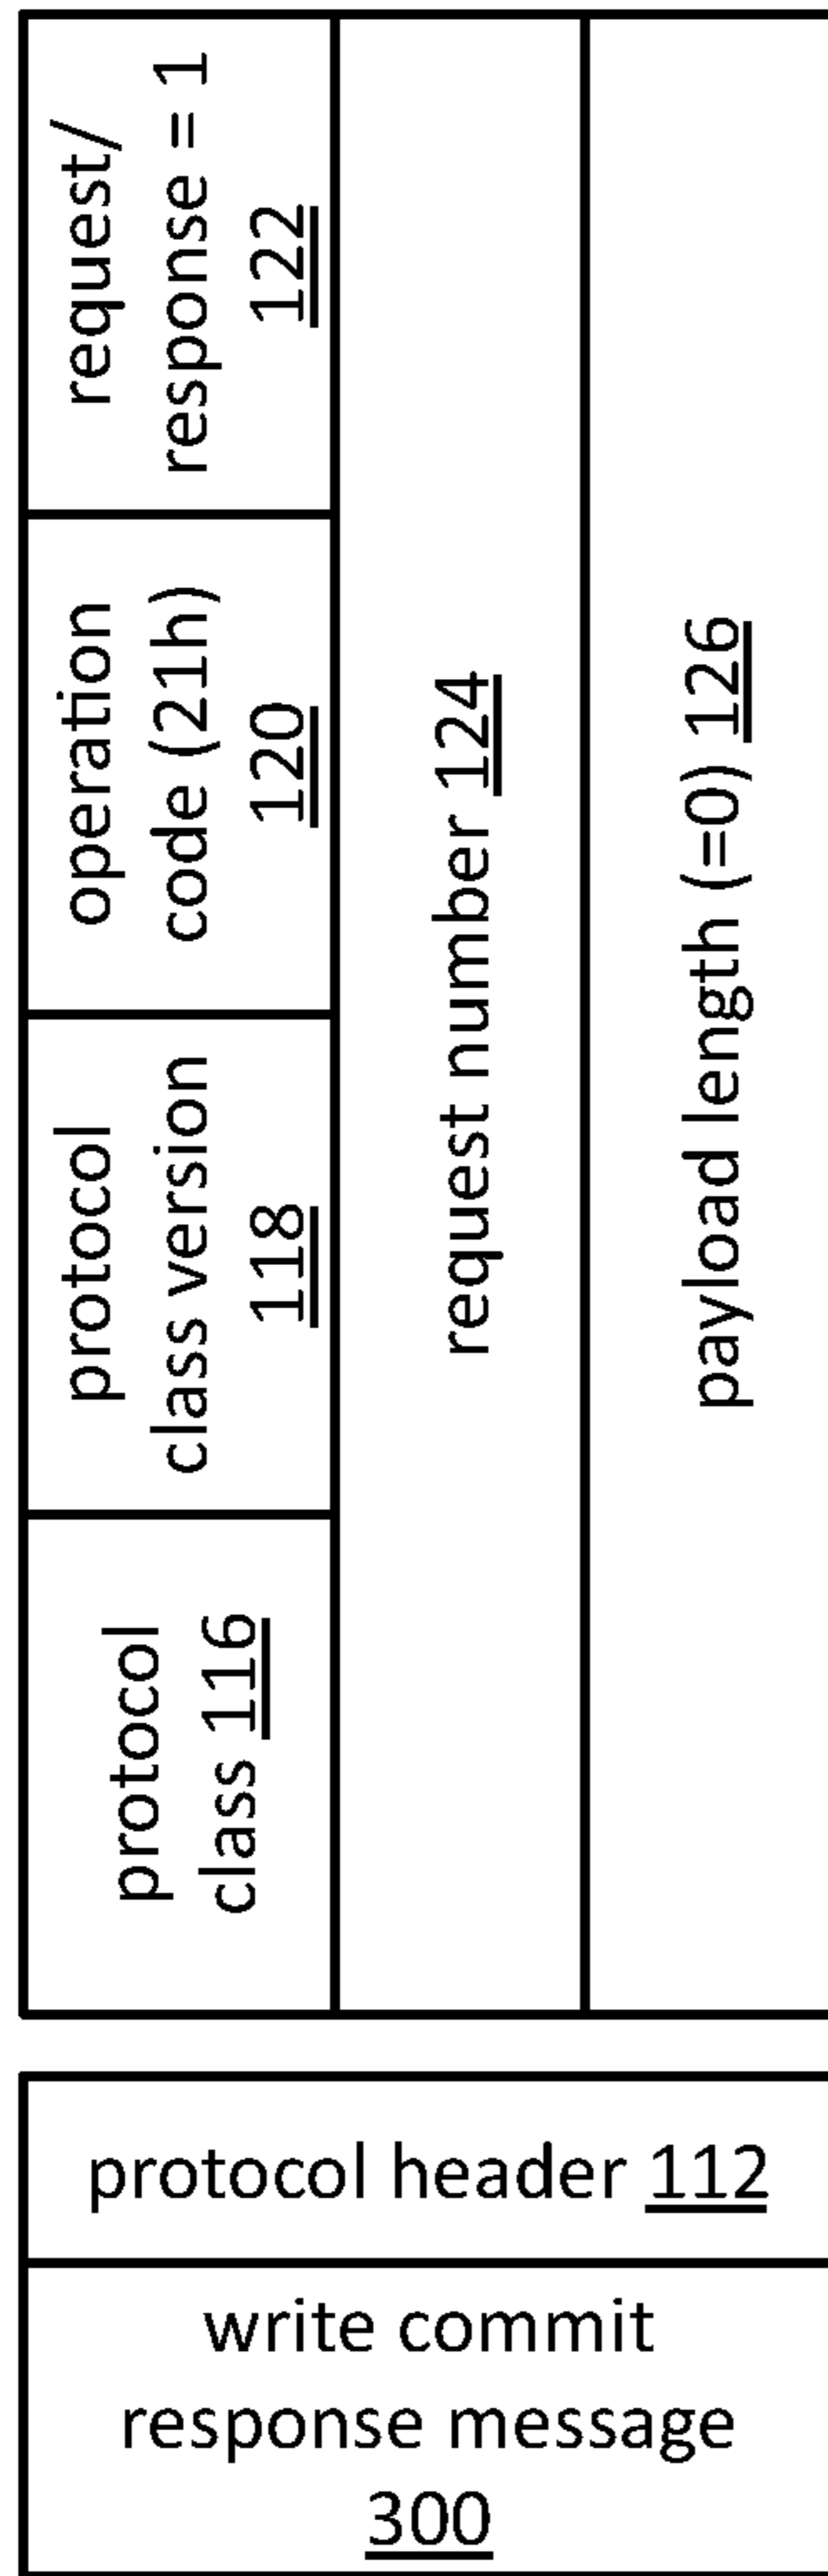 write commit
response message
300
protocol header 112
protocol
class 116
protocol
class version
118
operation
code (21h)
120
request/
response = 1
122
request number 124
payload length (=0) 126